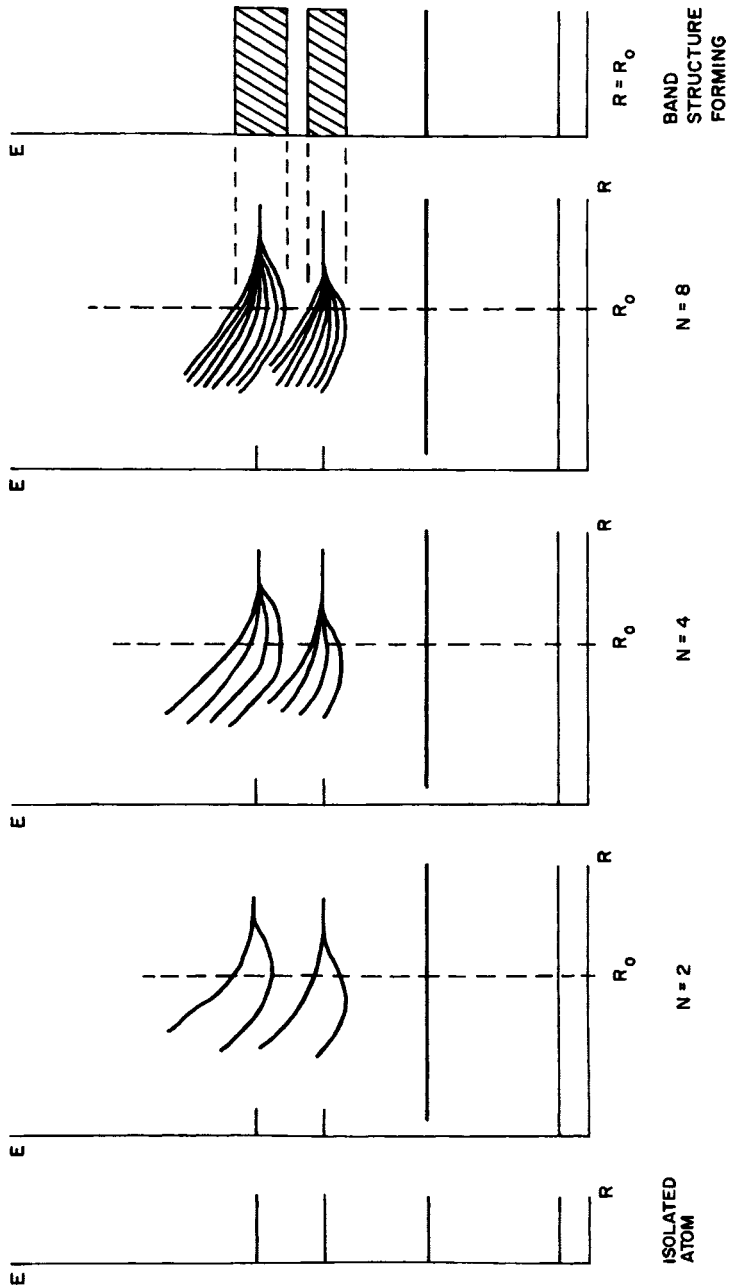 E
R
ISOLATED
ATOM
E
R₀
R
N = 2
E
R₀
R
N = 4
E
R₀
R
N = 8
E
R = R₀
BAND
STRUCTURE
FORMING